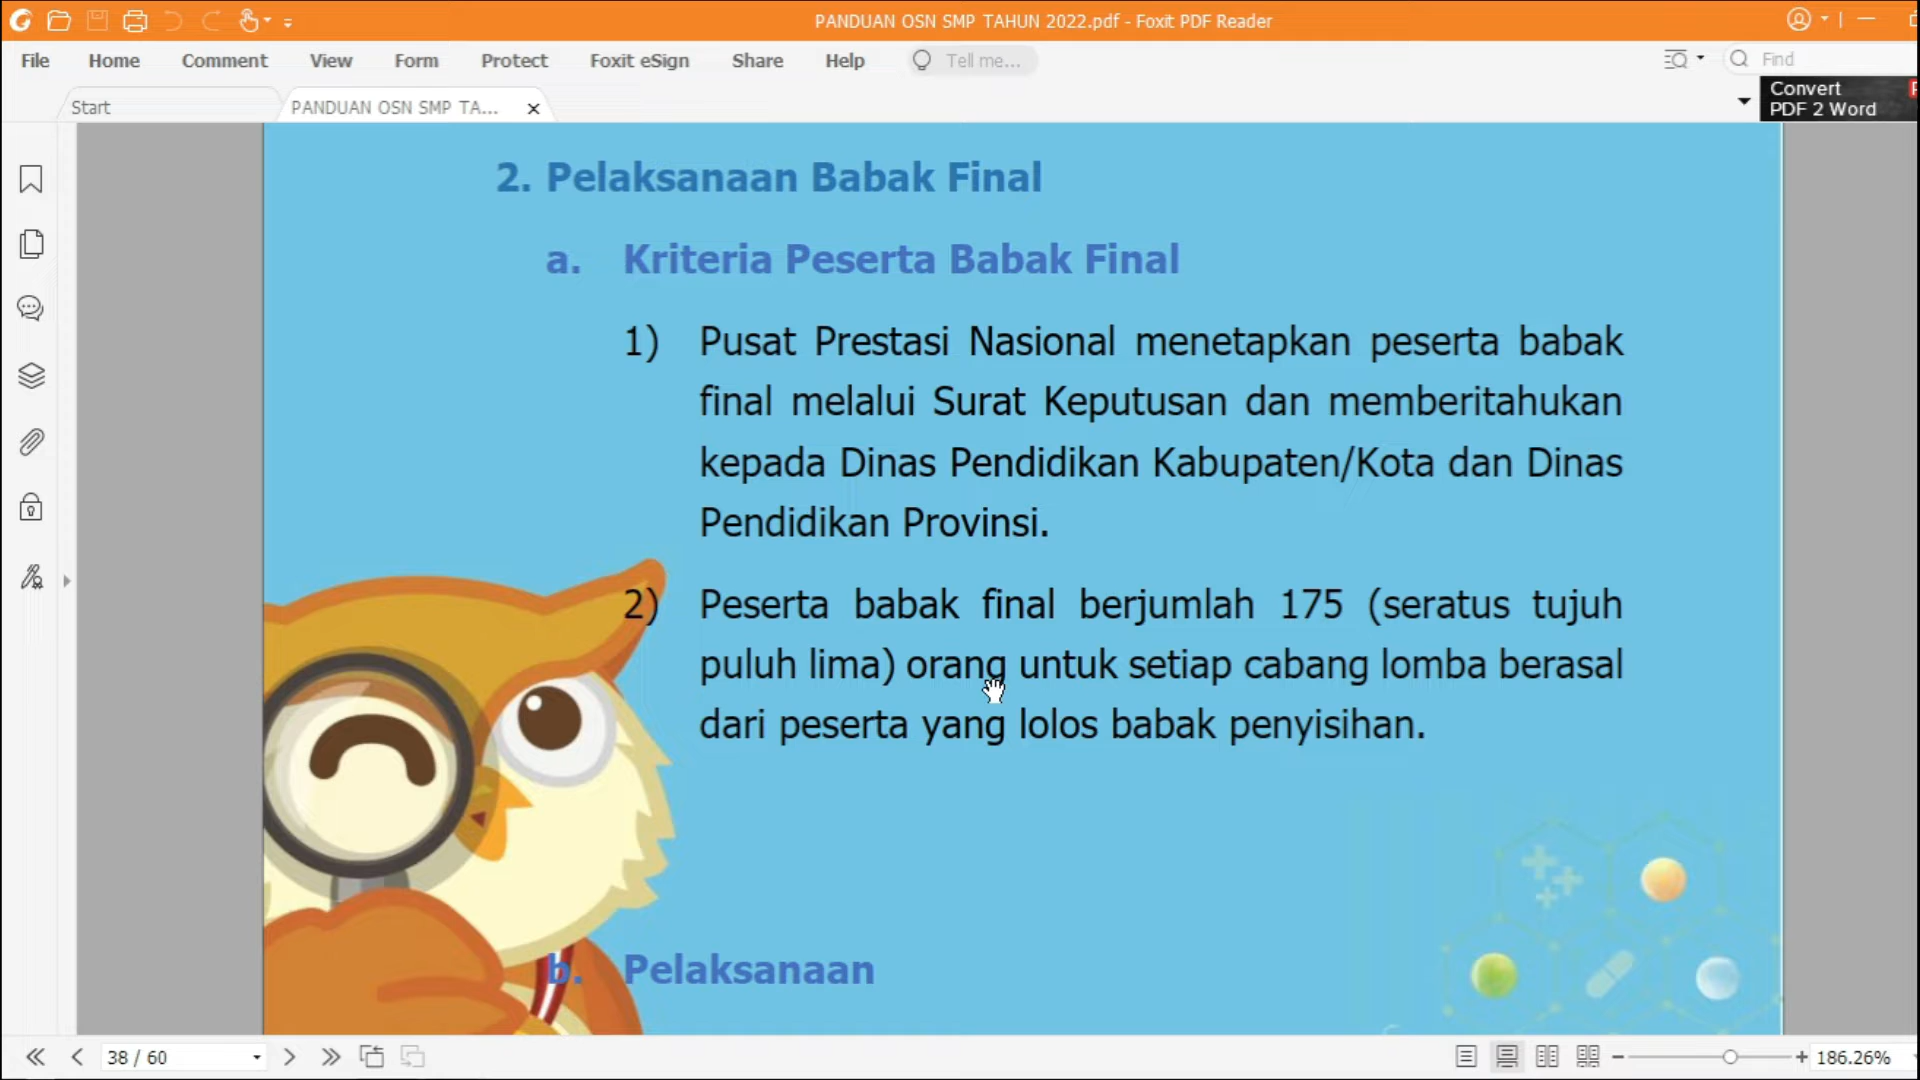 PANDUAN OSN SMP TAHUN 2022.pdf - Foxit PDF Reader
File Home Comment View Form Protect Foxit eSign Share Help Tell me... Find
Start PANDUAN OSN SMP TA...
Convert
PDF 2 Word
2. Pelaksanaan Babak Final
a. Kriteria Peserta Babak Final
1) Pusat Prestasi Nasional menetapkan peserta babak
final melalui Surat Keputusan dan memberitahukan
kepada Dinas Pendidikan Kabupaten/Kota dan Dinas
Pendidikan Provinsi.
2) Peserta babak final berjumlah 175 (seratus tujuh
puluh lima) orang untuk setiap cabang lomba berasal
dari peserta yang lolos babak penyisihan.
b. Pelaksanaan
38 / 60 186.26%